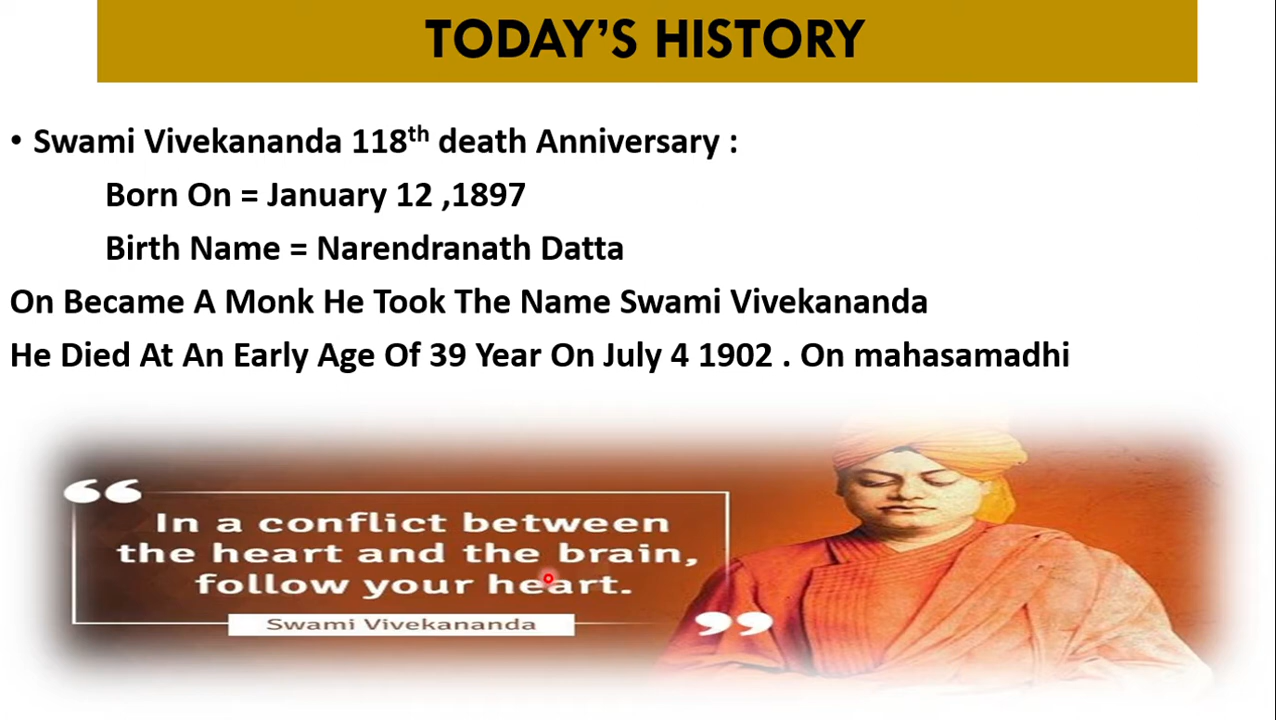 TODAY’S HISTORY
• Swami Vivekananda 118th death Anniversary :
Born On = January 12 ,1897
Birth Name = Narendranath Datta
On Became A Monk He Took The Name Swami Vivekananda
He Died At An Early Age Of 39 Year On July 4 1902 . On mahasamadhi
“ In a conflict between
the heart and the brain,
follow your heart. ”
Swami Vivekananda